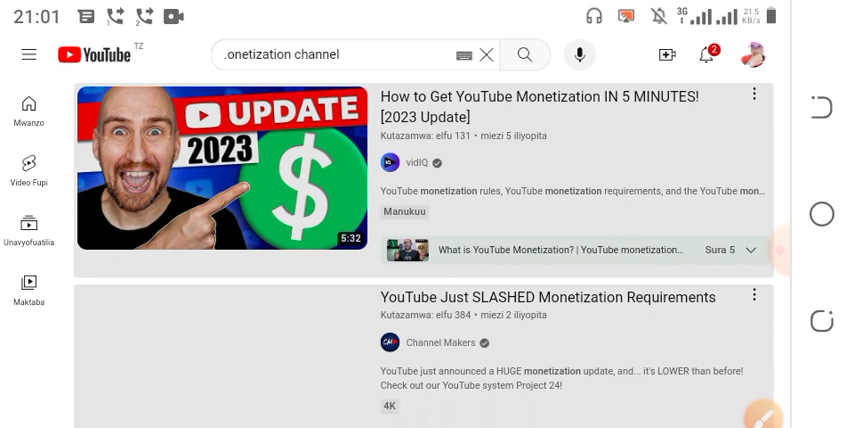 21:01
3G
21.5
KB/s
YouTube TZ
.onetization channel
2
Mwanzo
Video Fupi
Unavyofuatilia
Maktaba
UPDATE
2023
$
5:32
How to Get YouTube Monetization IN 5 MINUTES!
[2023 Update]
Kutazamwa: elfu 131 • miezi 5 iliyopita
vidIQ
YouTube monetization rules, YouTube monetization requirements, and the YouTube mon...
Manukuu
What is YouTube Monetization? | YouTube monetization...
Sura 5
YouTube Just SLASHED Monetization Requirements
Kutazamwa: elfu 384 • miezi 2 iliyopita
CM
Channel Makers
YouTube just announced a HUGE monetization update, and... it's LOWER than before!
Check out our YouTube system Project 24!
4K